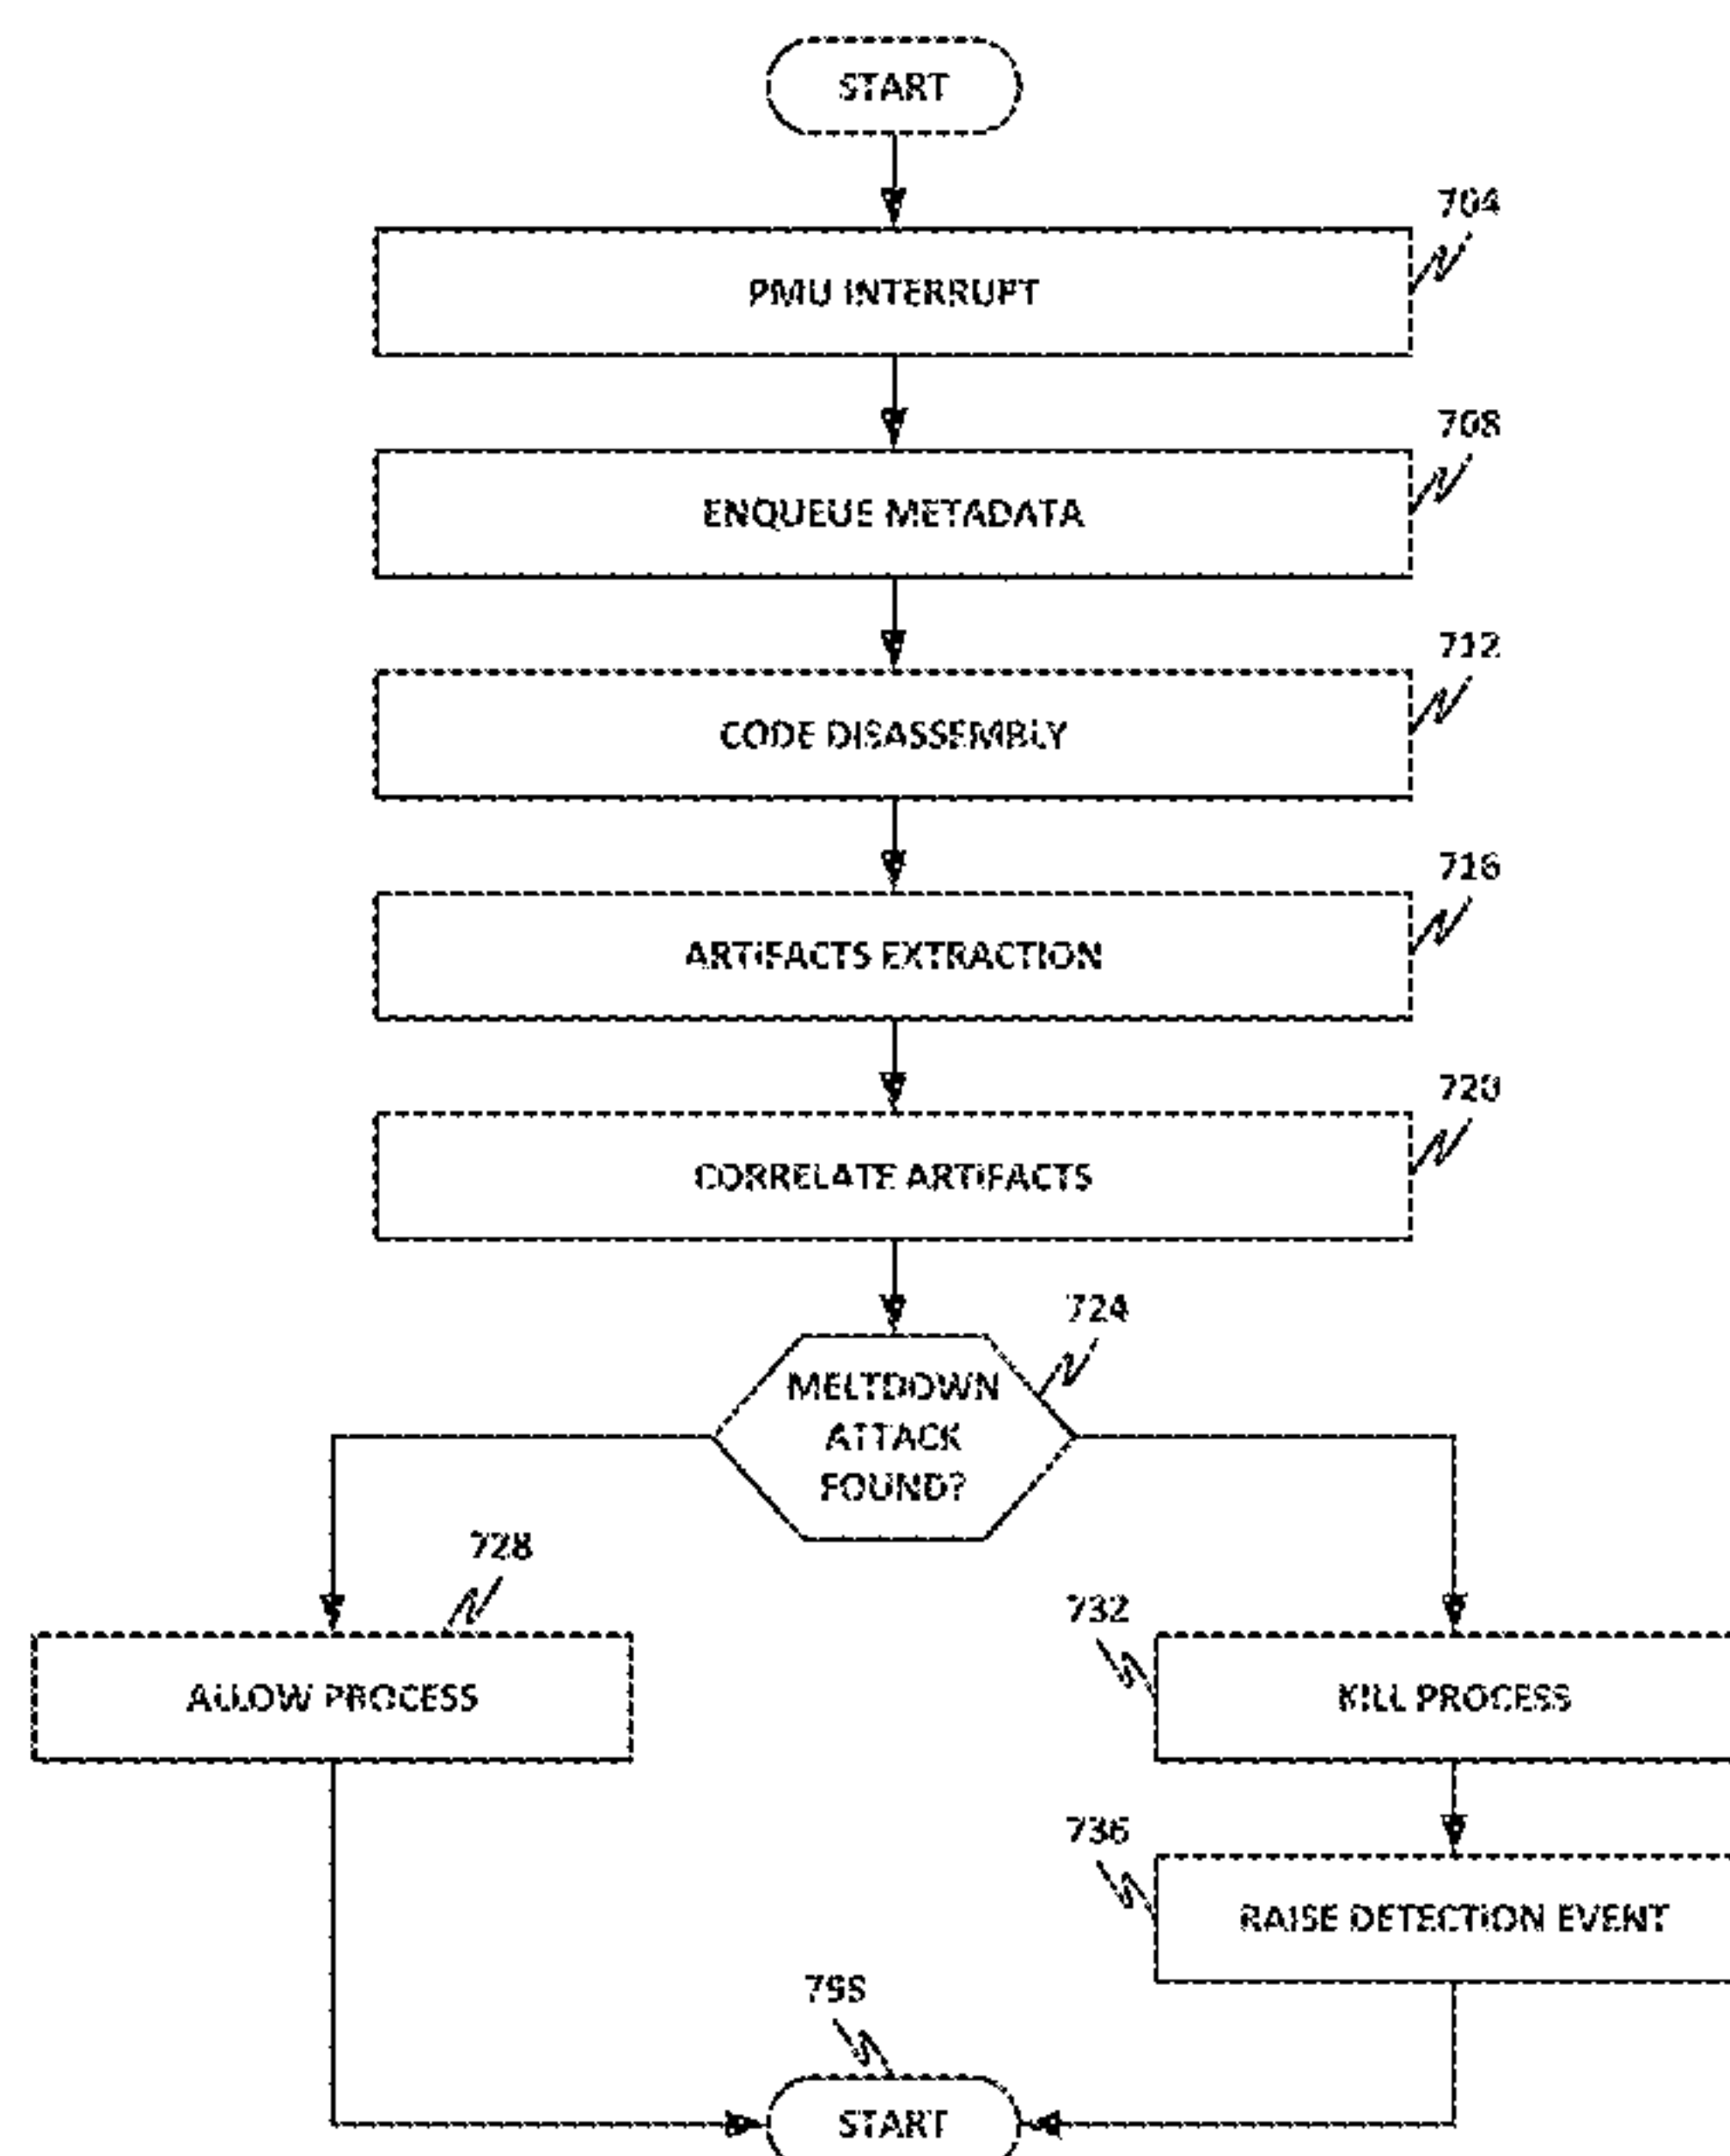 START
704
PMU INTERRUPT
708
ENQUEUE METADATA
712
CODE DISASSEMBLY
716
ARTIFACTS EXTRACTION
720
CORRELATE ARTIFACTS
724
MELTDOWN
ATTACK
FOUND?
728
ALLOW PROCESS
732
KILL PROCESS
736
RAISE DETECTION EVENT
START